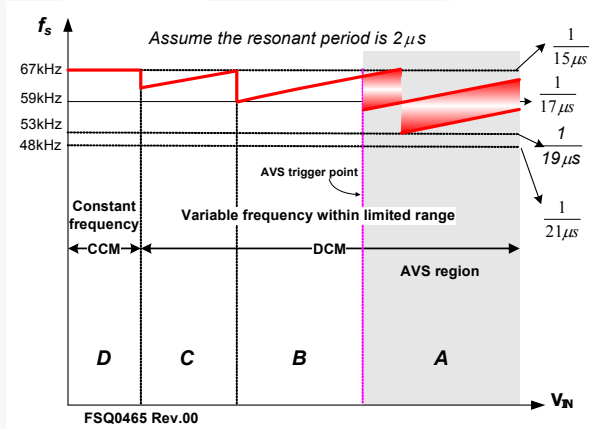 fs
Assume the resonant period is 2μs
67kHz
1
15μs
59kHz
1
17μs
53kHz
1
19μs
48kHz
1
21μs
AVS trigger point
Constant
frequency
Variable frequency within limited range
CCM
DCM
AVS region
D
C
B
A
VIN
FSQ0465 Rev.00